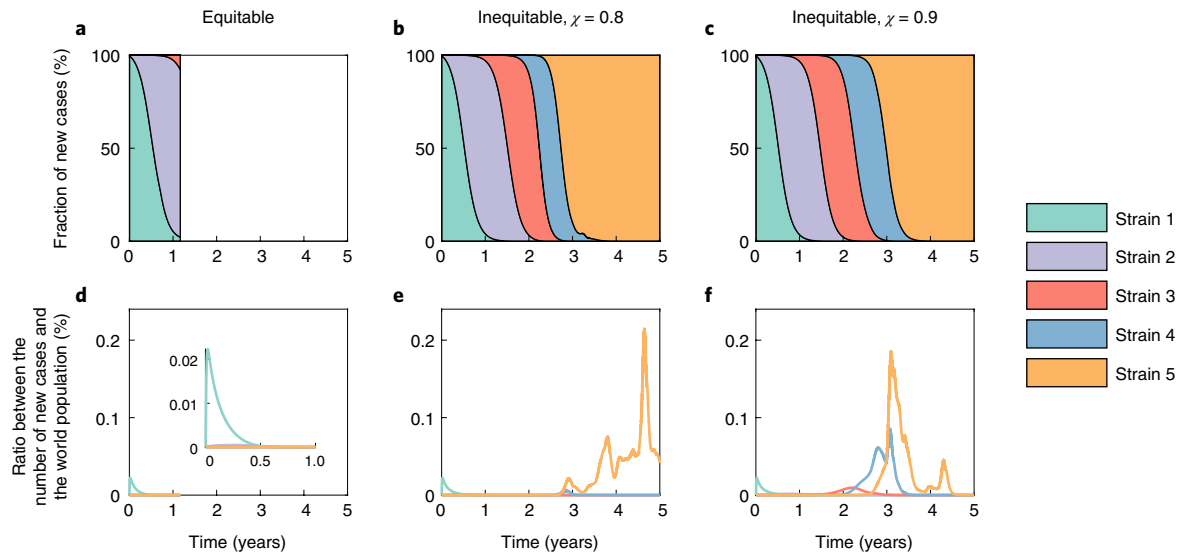 Equitable
Inequitable, χ = 0.8
Inequitable, χ = 0.9
a
b
c
Fraction of new cases (%)
100
50
0
0 1 2 3 4 5
100
50
0
0 1 2 3 4 5
100
50
0
0 1 2 3 4 5
Strain 1
Strain 2
Strain 3
Strain 4
Strain 5
d
e
f
Ratio between the
number of new cases and
the world population (%)
0.2
0.1
0
0.02
0.01
0
0 0.5 1.0
0 1 2 3 4 5
Time (years)
0.2
0.1
0
0 1 2 3 4 5
Time (years)
0.2
0.1
0
0 1 2 3 4 5
Time (years)